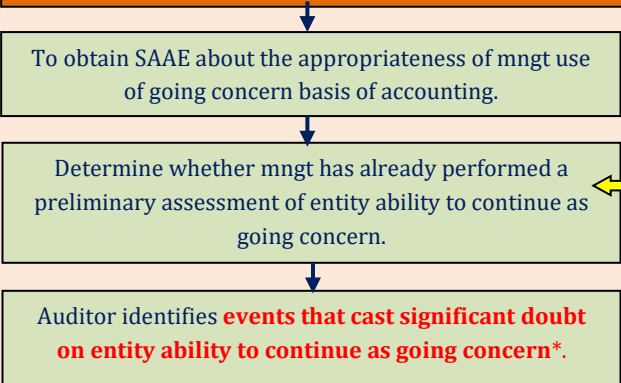 To obtain SAAE about the appropriateness of mngt use
of going concern basis of accounting.
Determine whether mngt has already performed a
preliminary assessment of entity ability to continue as
going concern.
Auditor identifies events that cast significant doubt
on entity ability to continue as going concern*.